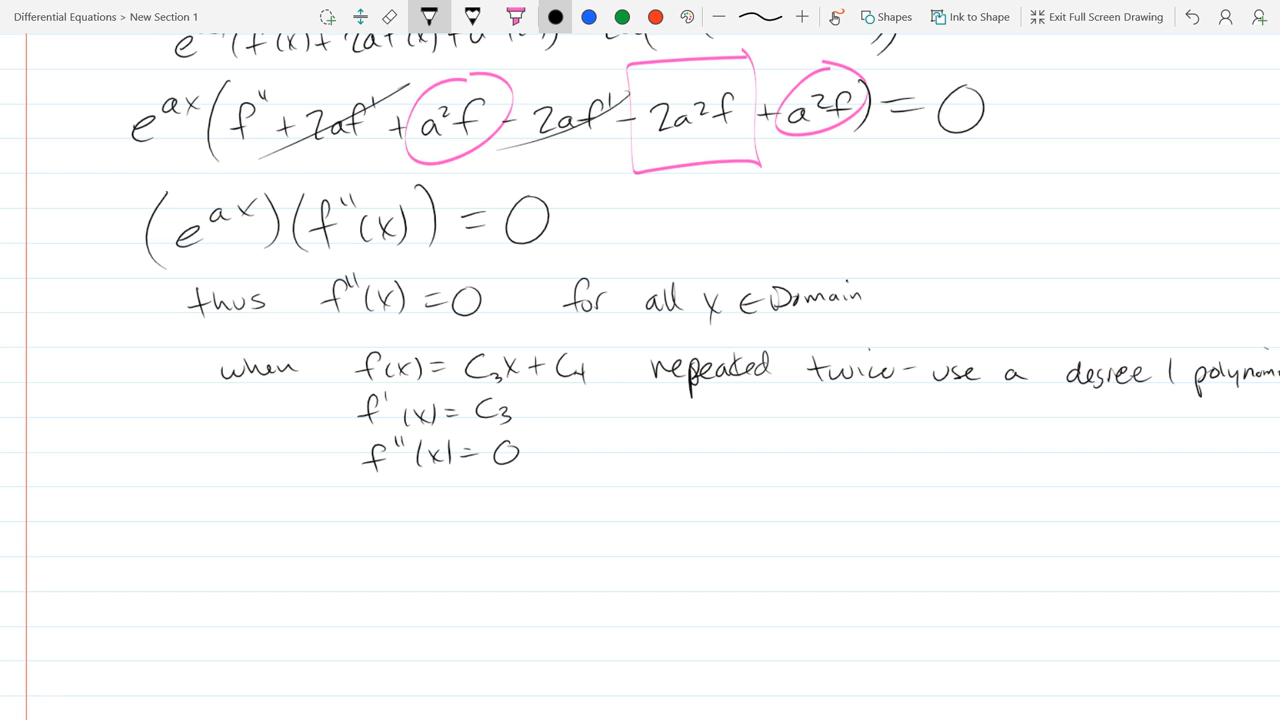 Differential Equations > New Section 1
Shapes
Ink to Shape
Exit Full Screen Drawing
e^{ax}(f'' + 2af' + a²f - 2af' - 2a²f + a²f) = 0
(e^{ax})(f''(x)) = 0
thus f''(x) = 0 for all x ∈ Domain
when f(x) = C₃x + C₄ repeated twice - use a degree 1 polynomi
f'(x) = C₃
f''(x) = 0